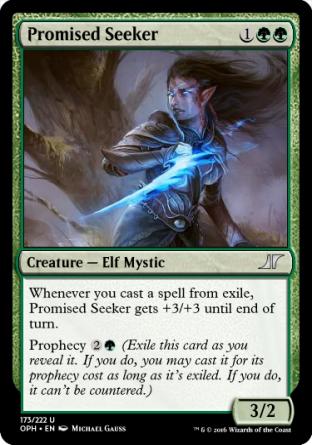 Promised Seeker 1
Creature — Elf Mystic
Whenever you cast a spell from exile,
Promised Seeker gets +3/+3 until end of
turn.
Prophecy 2 (Exile this card as you
reveal it. If you do, you may cast it for its
prophecy cost as long as it's exiled. If you do,
it can't be countered.)
3/2
173/222 U
OPH • EN Michael Gauss
™ & © 2016 Wizards of the Coast